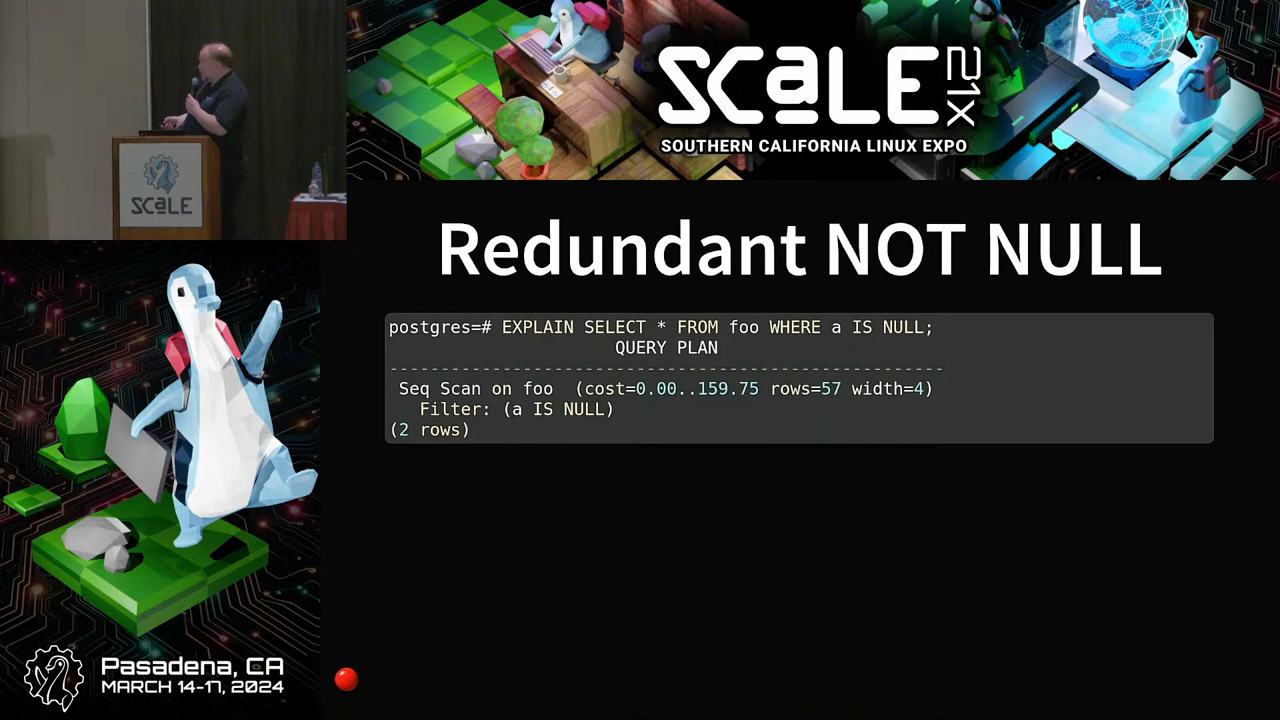 SCaLE
SCaLE 21x
SOUTHERN CALIFORNIA LINUX EXPO
Redundant NOT NULL
postgres=# EXPLAIN SELECT * FROM foo WHERE a IS NULL;
QUERY PLAN
------------------------------------------------------
Seq Scan on foo  (cost=0.00..159.75 rows=57 width=4)
Filter: (a IS NULL)
(2 rows)
Pasadena, CA
MARCH 14-17, 2024